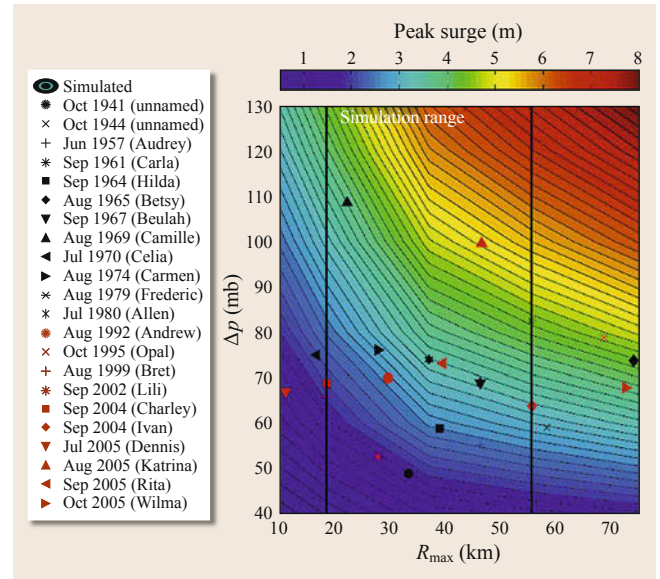 Peak surge (m)
1 2 3 4 5 6 7 8
Simulated
Oct 1941 (unnamed)
Oct 1944 (unnamed)
Jun 1957 (Audrey)
Sep 1961 (Carla)
Sep 1964 (Hilda)
Aug 1965 (Betsy)
Sep 1967 (Beulah)
Aug 1969 (Camille)
Jul 1970 (Celia)
Aug 1974 (Carmen)
Aug 1979 (Frederic)
Jul 1980 (Allen)
Aug 1992 (Andrew)
Oct 1995 (Opal)
Aug 1999 (Bret)
Sep 2002 (Lili)
Sep 2004 (Charley)
Sep 2004 (Ivan)
Jul 2005 (Dennis)
Aug 2005 (Katrina)
Sep 2005 (Rita)
Oct 2005 (Wilma)
Δp (mb)
130
120
110
100
90
80
70
60
50
40
Simulation range
10 20 30 40 50 60 70
Rmax (km)